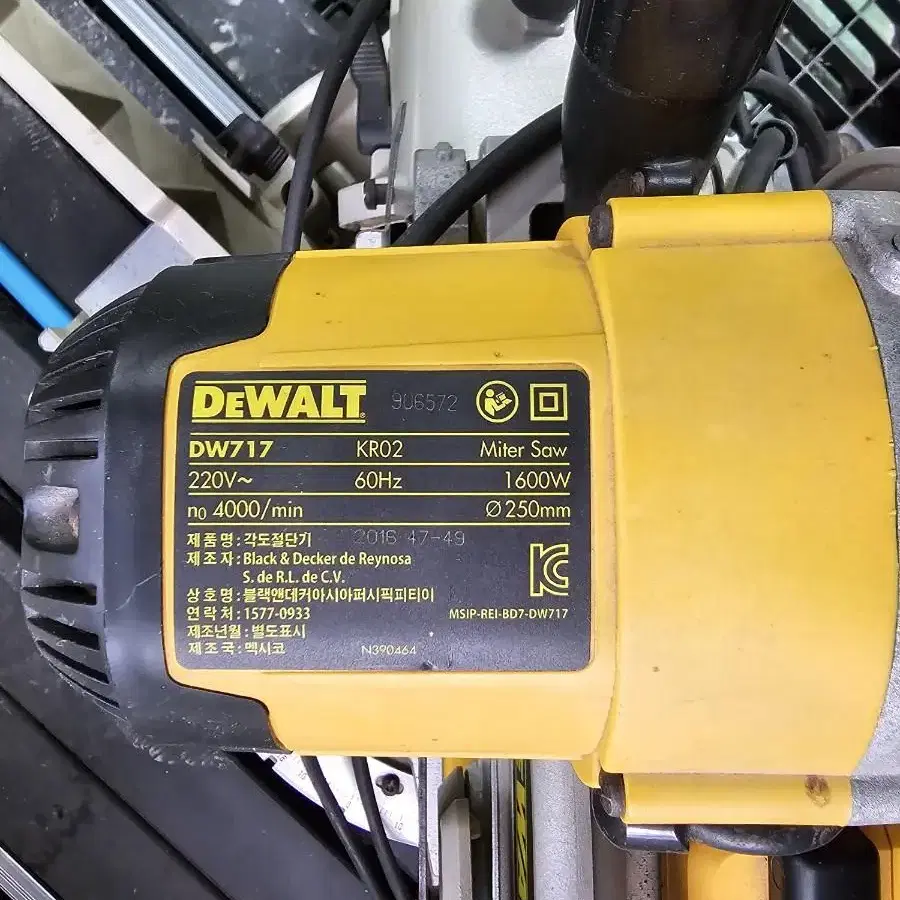 DEWALT® 906572
DW717 KR02 Miter Saw
220V~ 60Hz 1600W
n0 4000/min Ø250mm
제 품 명 : 각도절단기 2016 47-49
제 조 자 : Black & Decker de Reynosa
S. de R.L. de C.V.
상 호 명 : 블랙앤데커아시아퍼시픽피티이
연 락 처 : 1577-0933 MSIP-REI-BD7-DW717
제조년월 : 별도표시
제 조 국 : 멕시코 N390464